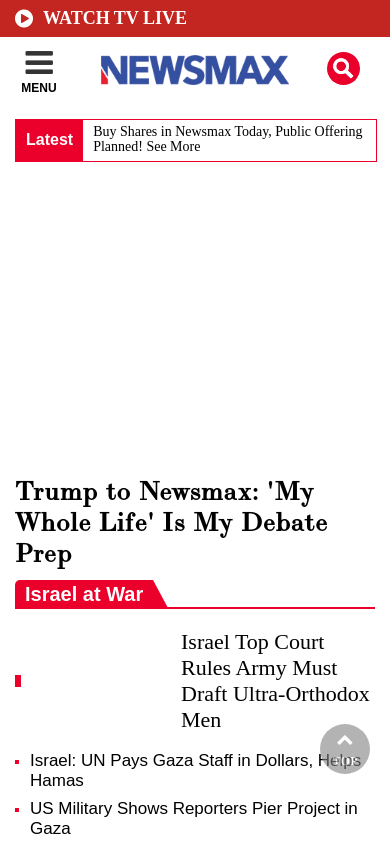 WATCH TV LIVE
MENU
NEWSMAX
Latest
Buy Shares in Newsmax Today, Public Offering
Planned! See More
Trump to Newsmax: 'My
Whole Life' Is My Debate
Prep
Israel at War
Israel Top Court
Rules Army Must
Draft Ultra-Orthodox
Men
Israel: UN Pays Gaza Staff in Dollars, Helps
Hamas
US Military Shows Reporters Pier Project in
Gaza